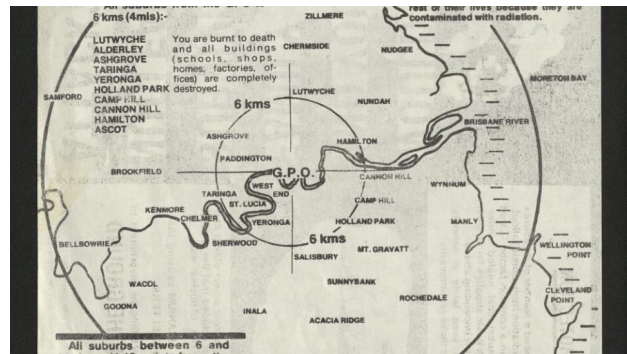 All suburbs from the G.P.O. to
6 kms (4mls):-
LUTWYCHE
ALDERLEY
ASHGROVE
TARINGA
YERONGA
HOLLAND PARK
CAMP HILL
CANNON HILL
HAMILTON
ASCOT
You are burnt to death
and all buildings
(schools, shops,
homes, factories, of-
fices) are completely
destroyed.
rest of their lives because they are
contaminated with radiation.
ZILLMERE
CHERMSIDE
NUDGEE
MORETON BAY
SAMFORD
LUTWYCHE
6 kms
NUNDAH
BRISBANE RIVER
ASHGROVE
HAMILTON
PADDINGTON
BROOKFIELD
G.P.O.
CANNON HILL
WEST
END
WYNNUM
TARINGA
ST. LUCIA
CAMP HILL
KENMORE
CHELMER
YERONGA
HOLLAND PARK
MANLY
BELLSOWRIE
SHERWOOD
6 kms
MT. GRAVATT
WELLINGTON
POINT
SALISBURY
WACOL
SUNNYBANK
GOODNA
ROCHEDALE
CLEVELAND
POINT
INALA
ACACIA RIDGE
All suburbs between 6 and